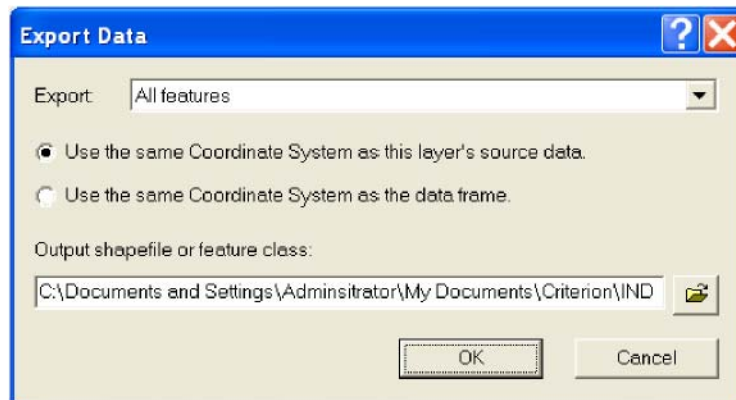 Export Data
Export: All features
Use the same Coordinate System as this layer's source data.
Use the same Coordinate System as the data frame.
Output shapefile or feature class:
C:\Documents and Settings\Adminsitrator\My Documents\Criterion\IND
OK Cancel